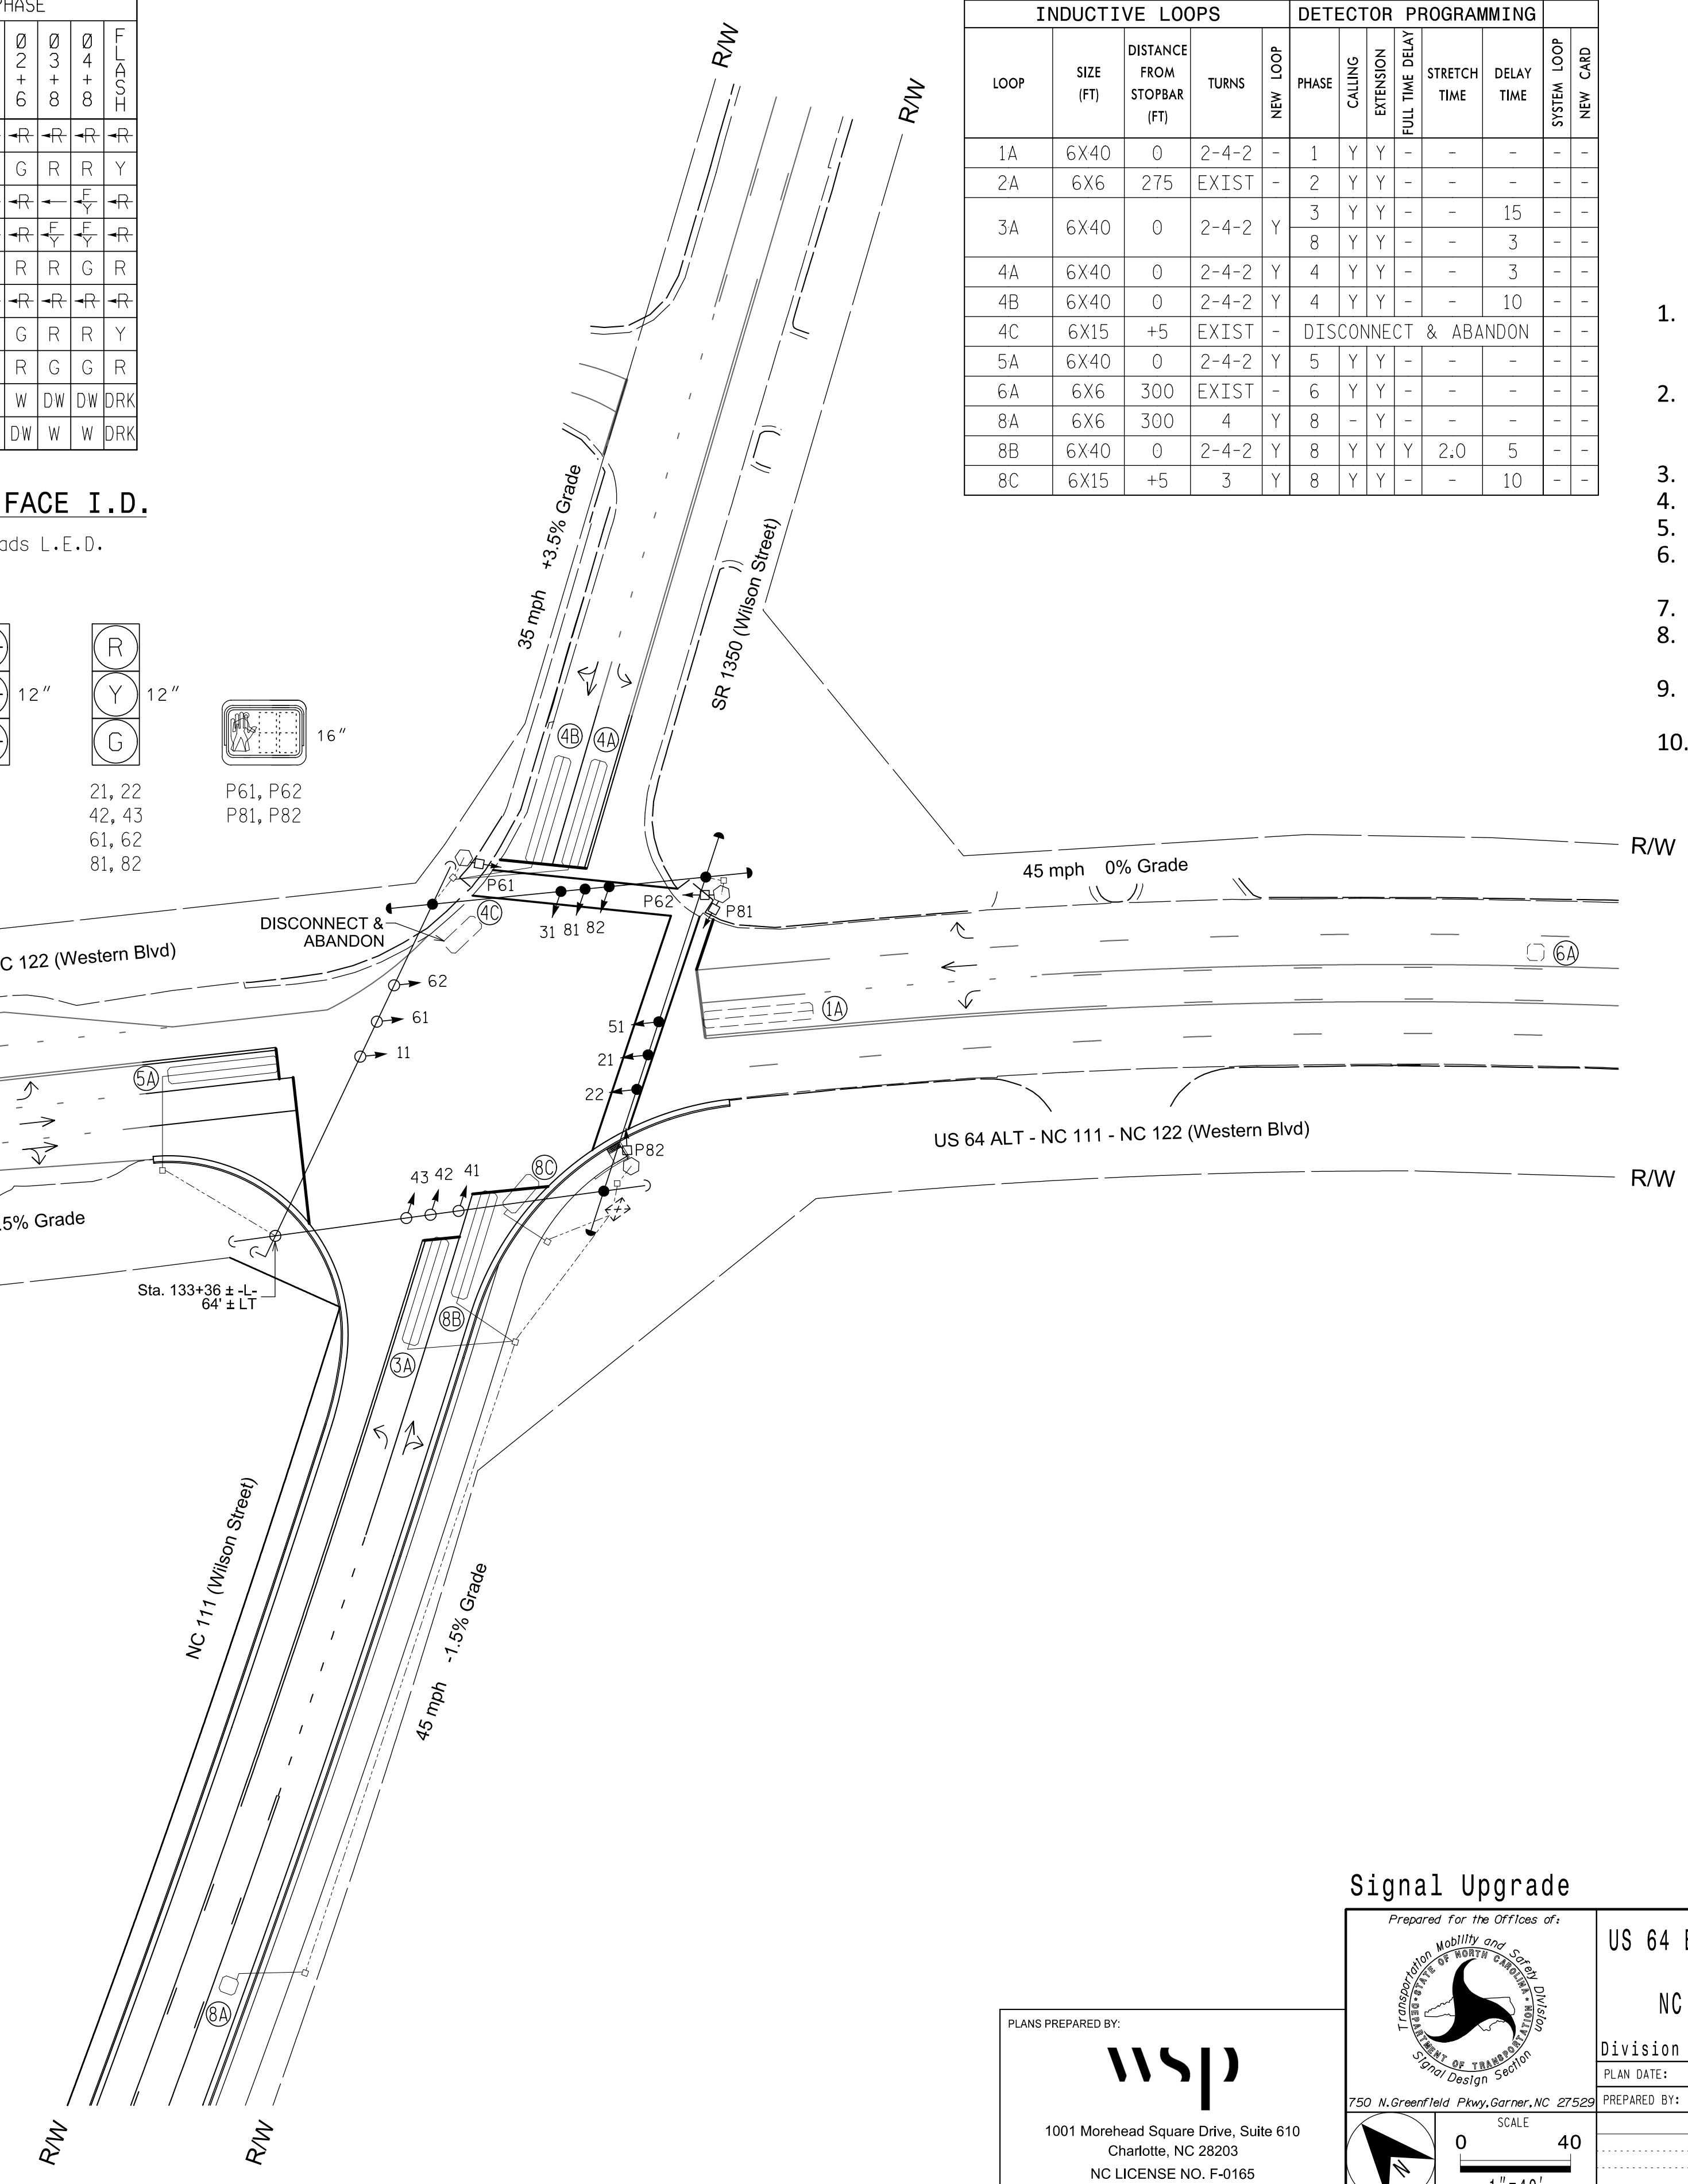 PHASE
Ø2+6 Ø3+8 Ø4+8 FLASH
R R R R
G R R Y
R F Y R
R F Y F Y R
R R G R
R R R R
G R R Y
R G G R
W DW DW DRK
DW W W DRK
FACE I.D.
ads L.E.D.
12"
R
Y
G
12"
16"
21, 22
42, 43
61, 62
81, 82
P61, P62
P81, P82
INDUCTIVE LOOPS DETECTOR PROGRAMMING
LOOP SIZE (FT) DISTANCE FROM STOPBAR (FT) TURNS NEW LOOP PHASE CALLING EXTENSION FULL TIME DELAY STRETCH TIME DELAY TIME SYSTEM LOOP NEW CARD
1A 6X40 0 2-4-2 - 1 Y Y - - - - -
2A 6X6 275 EXIST - 2 Y Y - - - - -
3A 6X40 0 2-4-2 Y 3 Y Y - - 15 - -
8 Y Y - - 3 - -
4A 6X40 0 2-4-2 Y 4 Y Y - - 3 - -
4B 6X40 0 2-4-2 Y 4 Y Y - - 10 - -
4C 6X15 +5 EXIST - DISCONNECT & ABANDON - -
5A 6X40 0 2-4-2 Y 5 Y Y - - - - -
6A 6X6 300 EXIST - 6 Y Y - - - - -
8A 6X6 300 4 Y 8 - Y - - - - -
8B 6X40 0 2-4-2 Y 8 Y Y Y 2.0 5 - -
8C 6X15 +5 3 Y 8 Y Y - - 10 - -
1.
2.
3.
4.
5.
6.
7.
8.
9.
10.
R/W
R/W
35 mph +3.5% Grade
SR 1350 (Wilson Street)
4B 4A
R/W
45 mph 0% Grade
P61
P62
P81
4C
DISCONNECT &
ABANDON
31 81 82
C 122 (Western Blvd)
62
61
11
6A
1A
51
21
22
5A
US 64 ALT - NC 111 - NC 122 (Western Blvd)
P82
R/W
43 42 41
8C
.5% Grade
Sta. 133+36 ± -L-
64' ± LT
8B
3A
NC 111 (Wilson Street)
45 mph -1.5% Grade
8A
R/W
R/W
Signal Upgrade
Prepared for the Offices of:
Transportation Mobility and Safety Division
STATE OF NORTH CAROLINA
DEPARTMENT OF TRANSPORTATION
Signal Design Section
750 N.Greenfield Pkwy,Garner,NC 27529
US 64
NC
Division
PLAN DATE:
PREPARED BY:
SCALE
0 40
1"=40'
N
PLANS PREPARED BY:
wsp
1001 Morehead Square Drive, Suite 610
Charlotte, NC 28203
NC LICENSE NO. F-0165